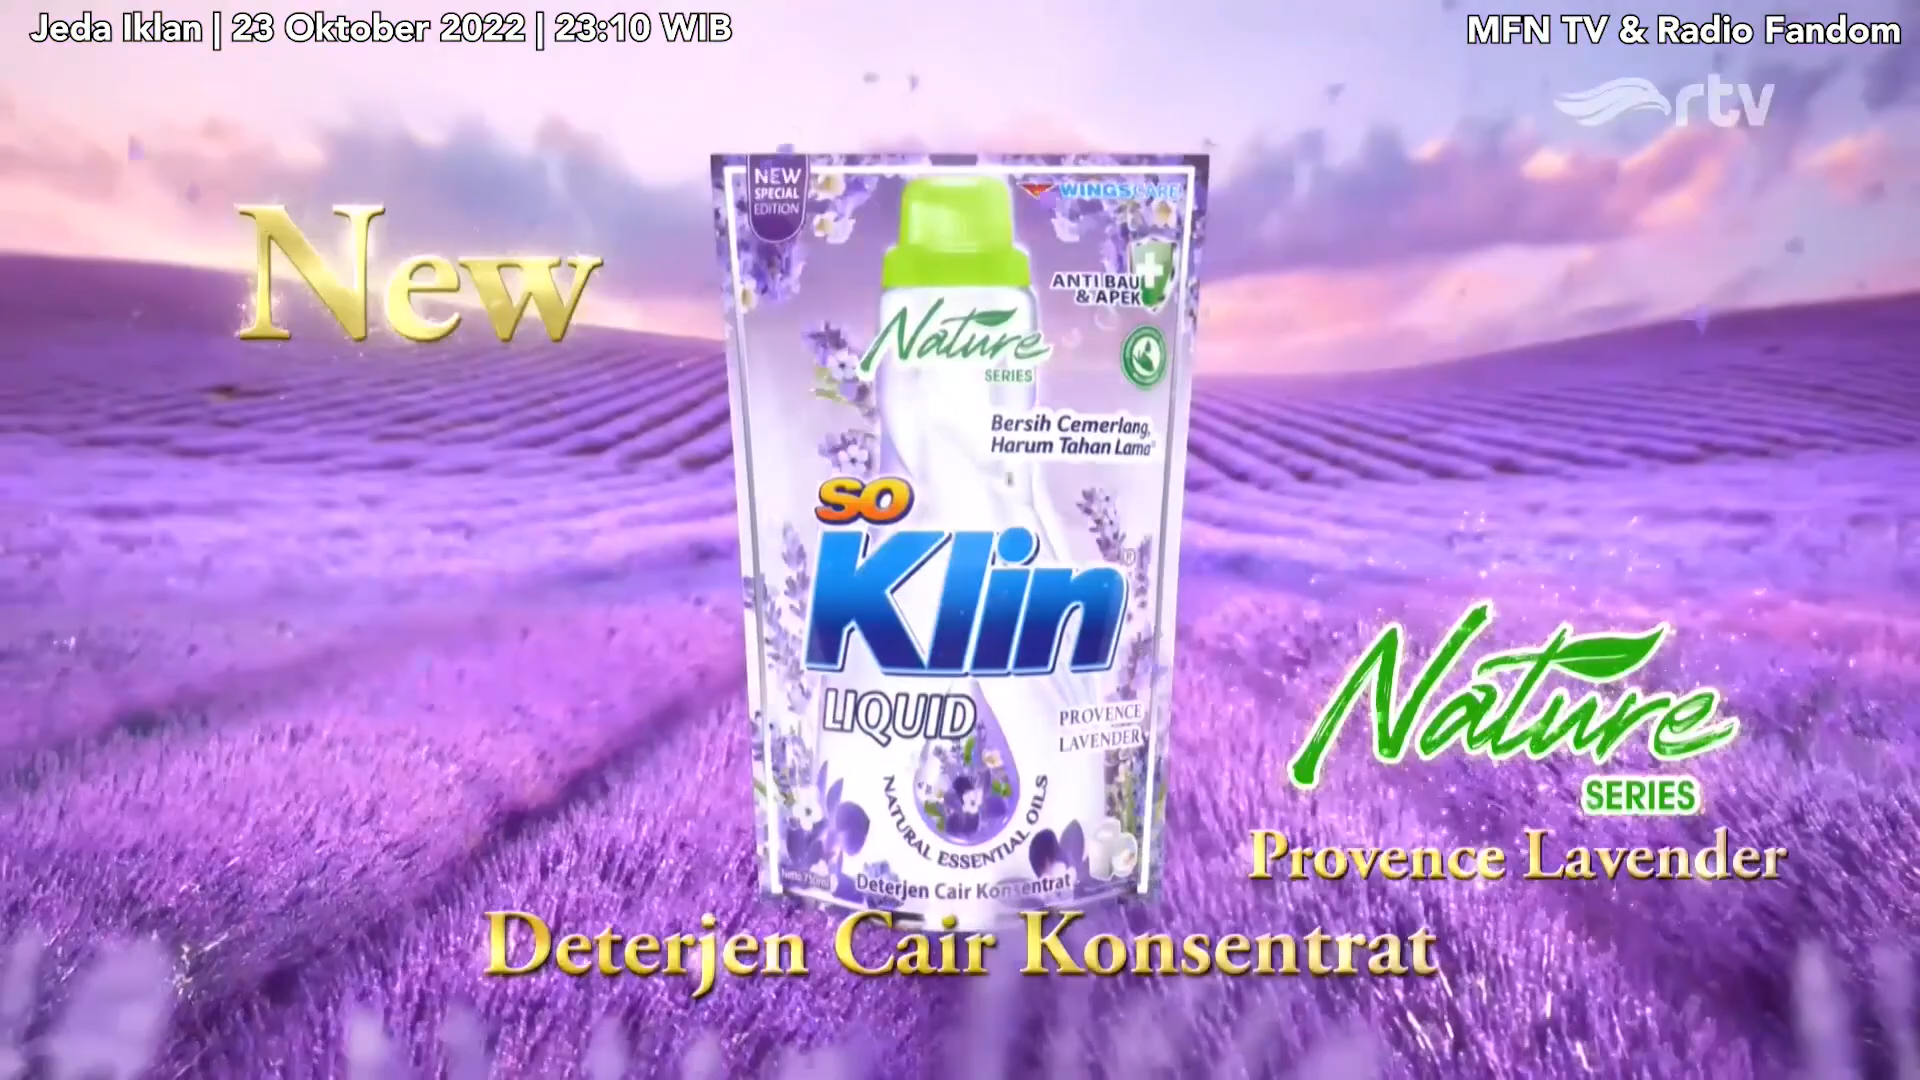 Jeda Iklan | 23 Oktober 2022 | 23:10 WIB
MFN TV & Radio Fandom
rtv
New
NEW
SPECIAL
EDITION
WINGS CARE
ANTI BAU
& APEK
Nature
SERIES
Bersih Cemerlang,
Harum Tahan Lama
SO
Klin®
LIQUID
PROVENCE
LAVENDER
NATURAL ESSENTIAL OILS
Deterjen Cair Konsentrat
Nature
SERIES
Provence Lavender
Deterjen Cair Konsentrat